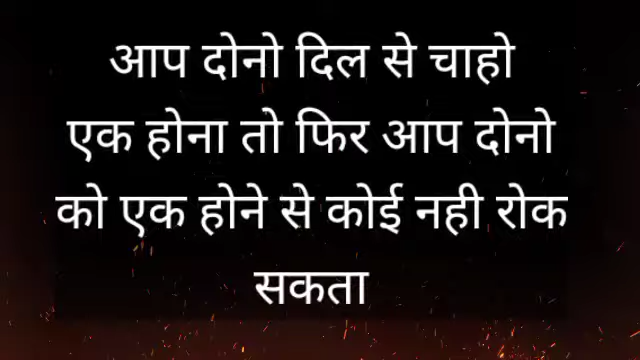 आप दोनो दिल से चाहो
एक होना तो फिर आप दोनो
को एक होने से कोई नही रोक
सकता